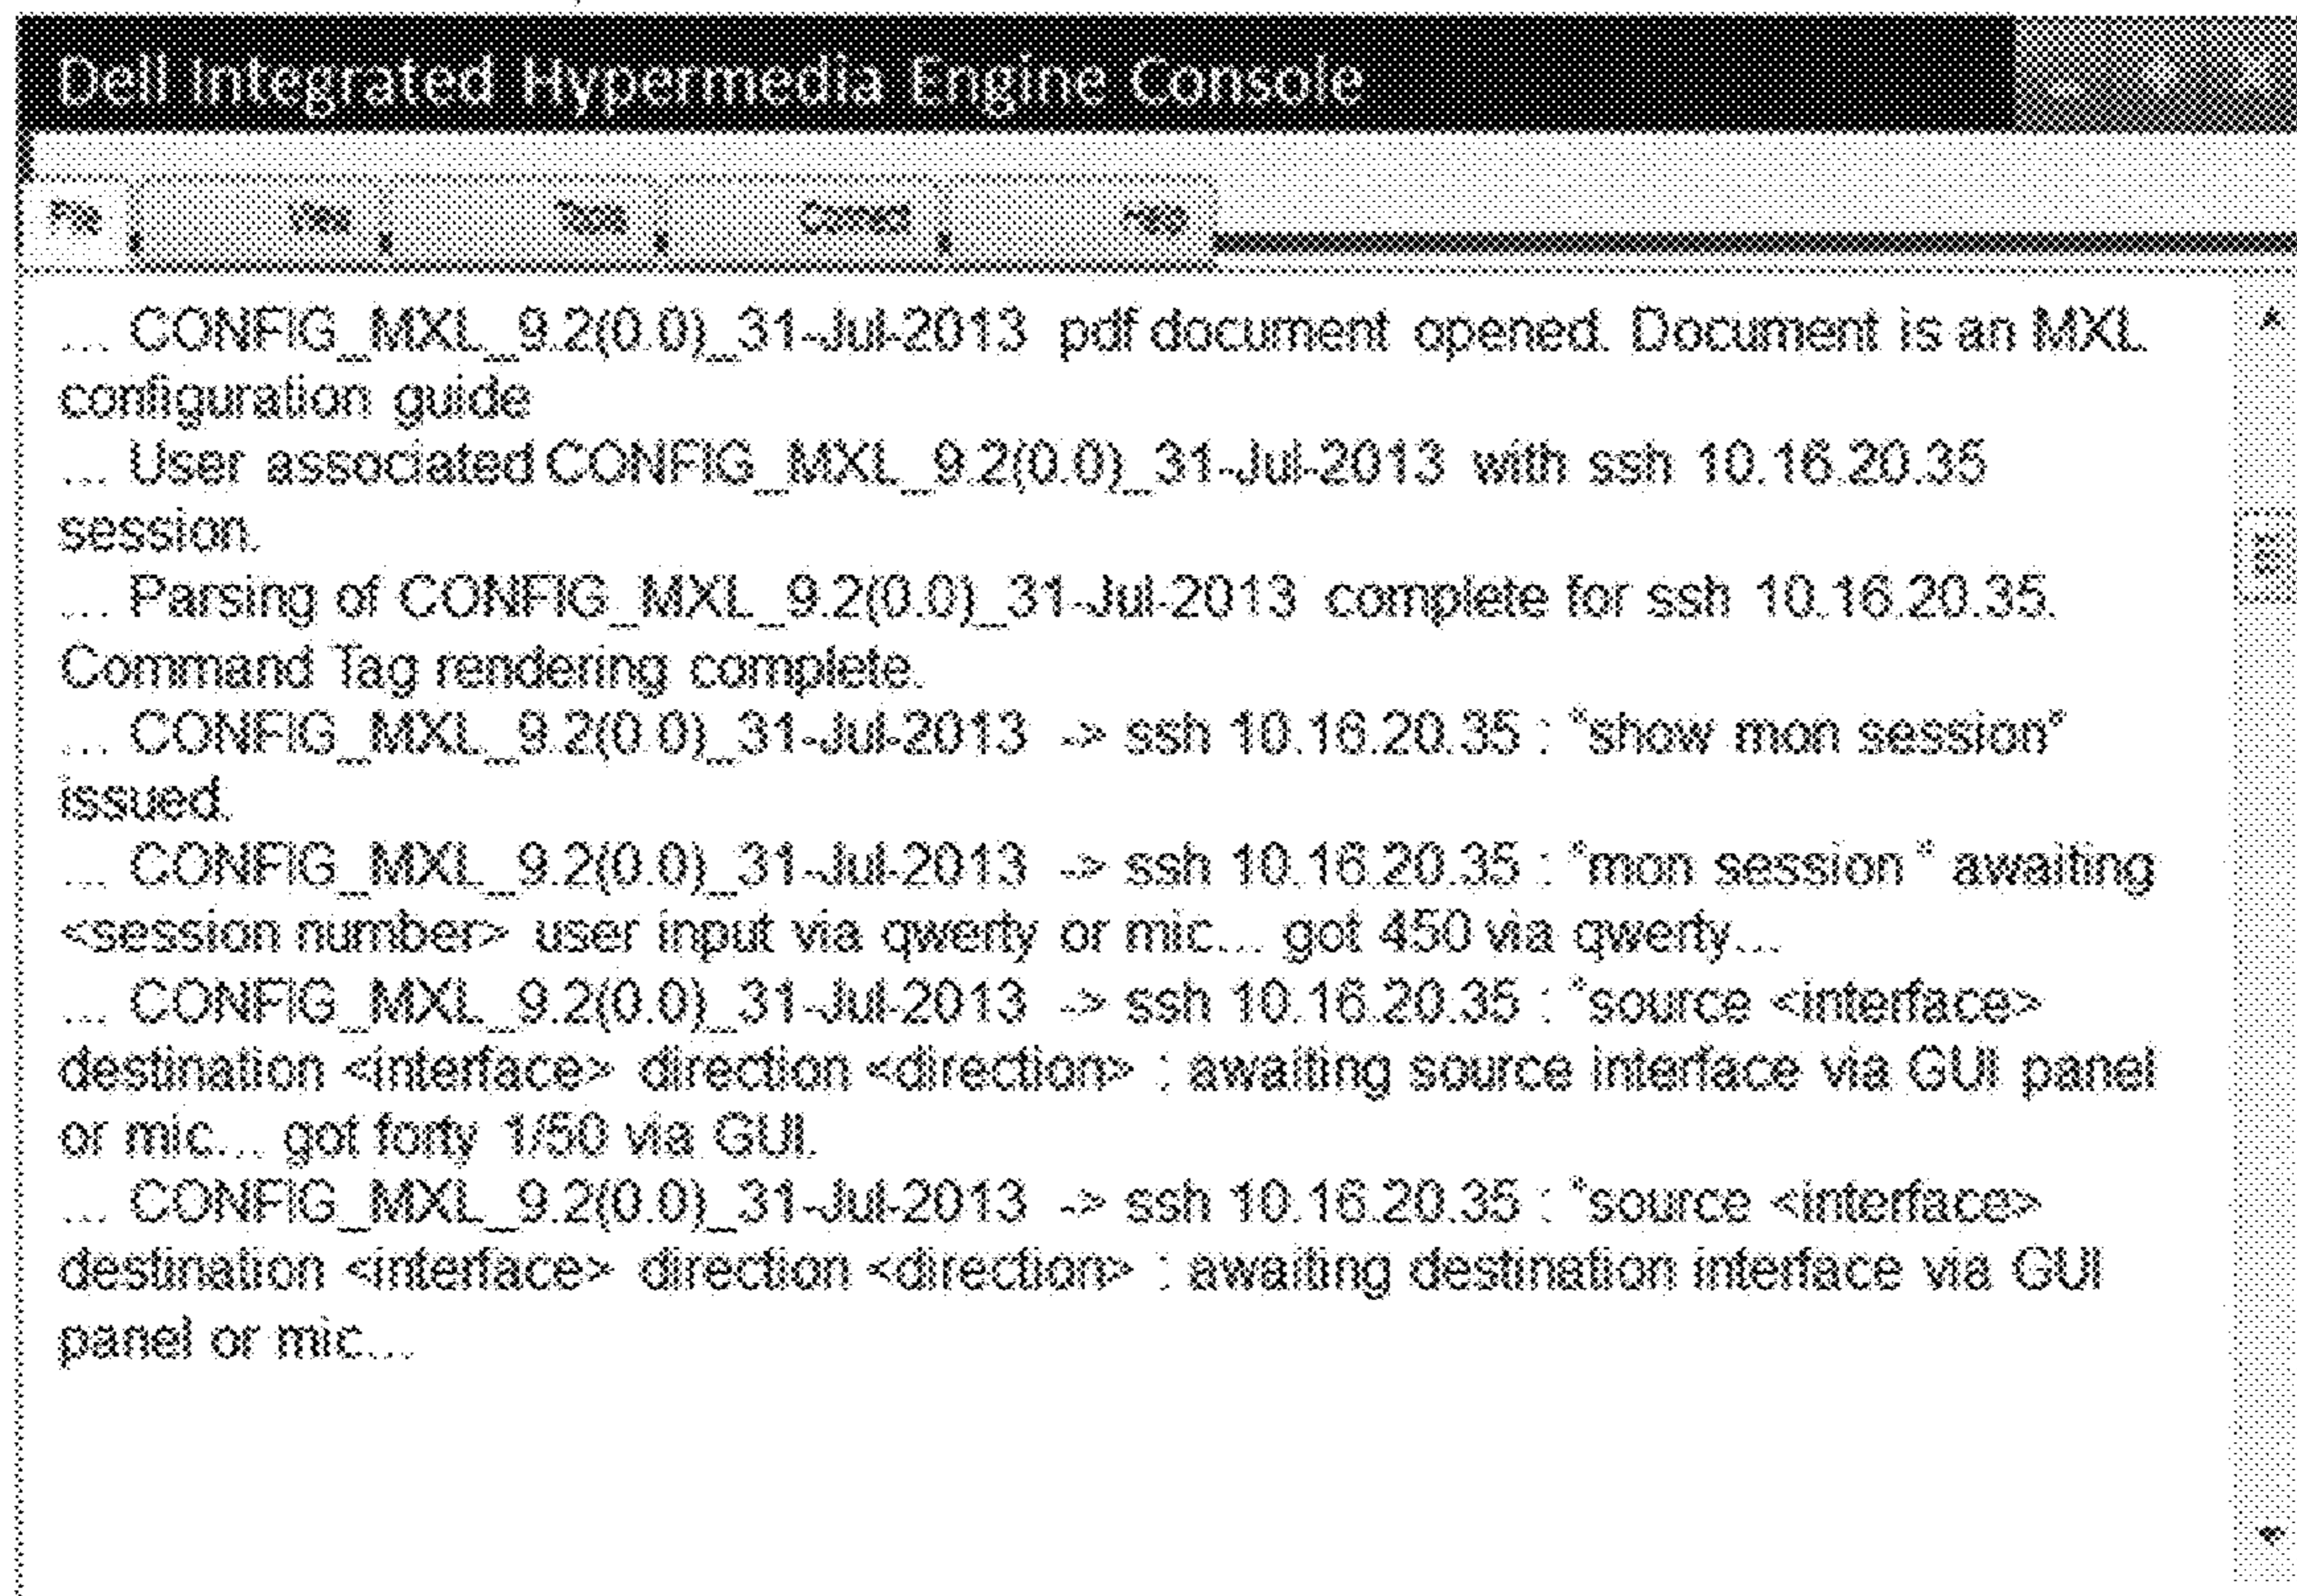 Dell Integrated Hypermedia Engine Console
File View Tools Connect Help
... CONFIG_MXL_9.2(0.0)_31-Jul-2013 pdf document opened. Document is an MXL
configuration guide
... User associated CONFIG_MXL_9.2(0.0)_31-Jul-2013 with ssh 10.16.20.35
session.
... Parsing of CONFIG_MXL_9.2(0.0)_31-Jul-2013 complete for ssh 10.16.20.35.
Command Tag rendering complete.
... CONFIG_MXL_9.2(0.0)_31-Jul-2013 -> ssh 10.16.20.35 : "show mon session"
issued.
... CONFIG_MXL_9.2(0.0)_31-Jul-2013 -> ssh 10.16.20.35 : "mon session " awaiting
<session number> user input via qwerty or mic... got 450 via qwerty...
... CONFIG_MXL_9.2(0.0)_31-Jul-2013 -> ssh 10.16.20.35 : "source <interface>
destination <interface> direction <direction> : awaiting source interface via GUI panel
or mic... got forty 1/50 via GUI.
... CONFIG_MXL_9.2(0.0)_31-Jul-2013 -> ssh 10.16.20.35 : "source <interface>
destination <interface> direction <direction> : awaiting destination interface via GUI
panel or mic...